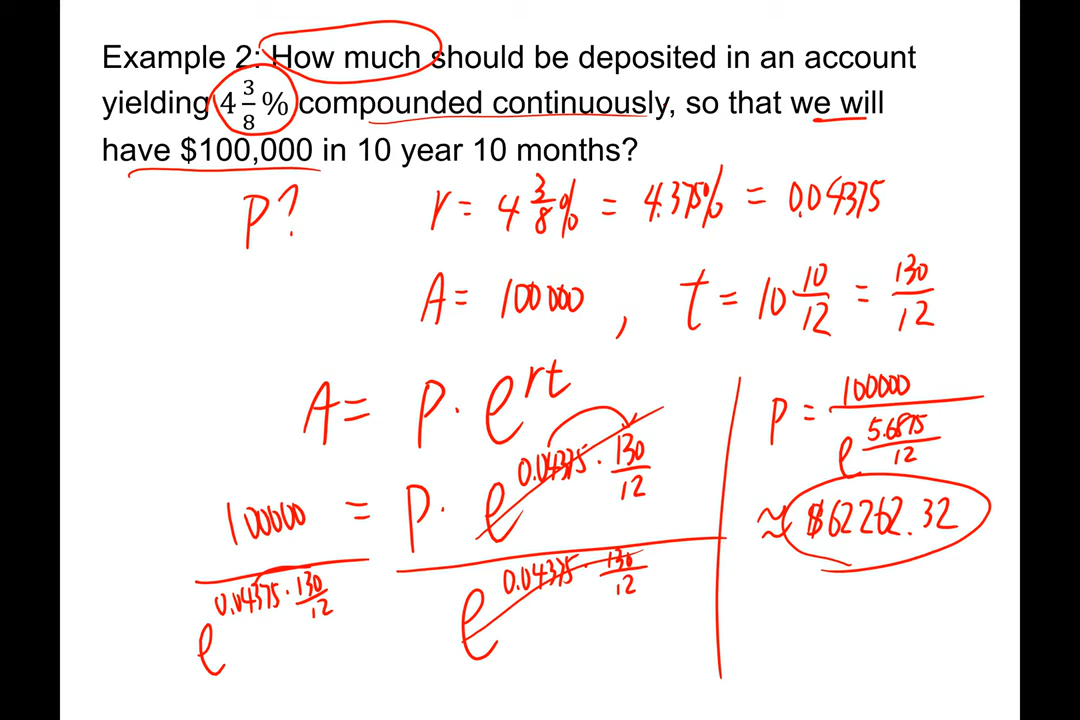 Example 2: How much should be deposited in an account
yielding 4 3/8 % compounded continuously, so that we will
have $100,000 in 10 year 10 months?
P?
r = 4 3/8 % = 4.375% = 0.04375
A = 100000 , t = 10 10/12 = 130/12
A = P · e^rt
100000 = P · e^(0.04375 · 130/12)
e^(0.04375 · 130/12) e^(0.04375 · 130/12)
P = 100000 / e^(5.6875/12)
≈ $62262.32